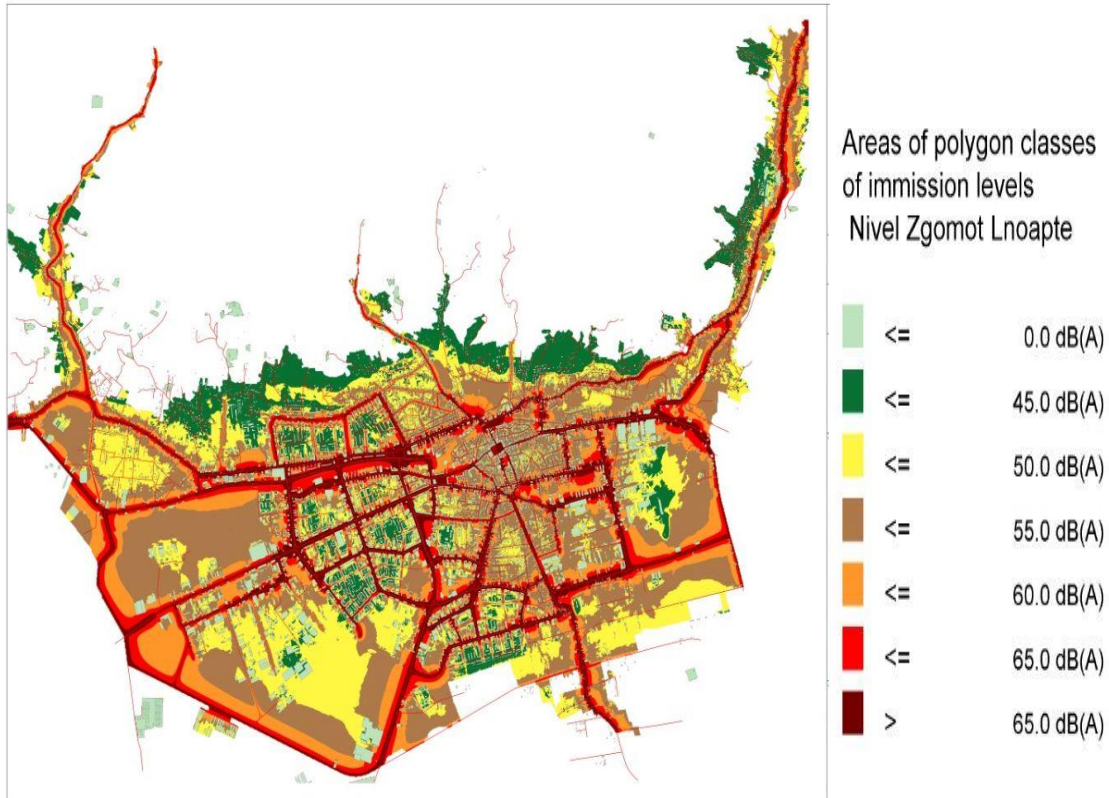 Areas of polygon classes
of immission levels
Nivel Zgomot Lnoapte
<= 0.0 dB(A)
<= 45.0 dB(A)
<= 50.0 dB(A)
<= 55.0 dB(A)
<= 60.0 dB(A)
<= 65.0 dB(A)
> 65.0 dB(A)